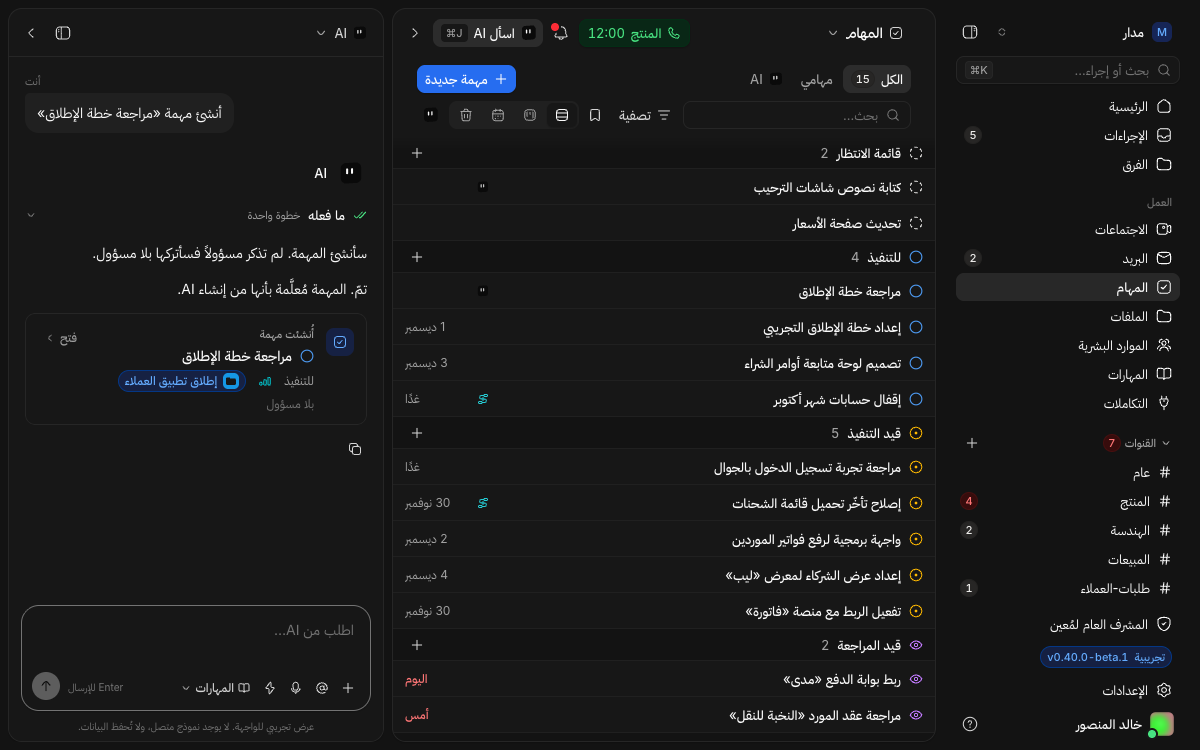 M مدار
بحث أو إجراء... ⌘K
الرئيسية
الإجراءات 5
الفرق
العمل
الاجتماعات
البريد 2
المهام
الملفات
الموارد البشرية
المهارات
التكاملات
القنوات 7
# عام
# المنتج 4
# الهندسة 2
# المبيعات
# طلبات-العملاء 1
المشرف العام لمُعين
تجريبية v0.40.0-beta.1
الإعدادات
خالد المنصور
المهام
المنتج 12:00
اسأل AI ⌘J
الكل 15
مهامي
AI
مهمة جديدة
بحث...
تصفية
قائمة الانتظار 2
كتابة نصوص شاشات الترحيب
تحديث صفحة الأسعار
للتنفيذ 4
مراجعة خطة الإطلاق
إعداد خطة الإطلاق التجريبي 1 ديسمبر
تصميم لوحة متابعة أوامر الشراء 3 ديسمبر
إقفال حسابات شهر أكتوبر غدًا
قيد التنفيذ 5
مراجعة تجربة تسجيل الدخول بالجوال غدًا
إصلاح تأخّر تحميل قائمة الشحنات 30 نوفمبر
واجهة برمجية لرفع فواتير الموردين 2 ديسمبر
إعداد عرض الشركاء لمعرض «ليب» 4 ديسمبر
تفعيل الربط مع منصة «فاتورة» 30 نوفمبر
قيد المراجعة 2
ربط بوابة الدفع «مدى» اليوم
مراجعة عقد المورد «النخبة للنقل» أمس
AI
أنت
أنشئ مهمة «مراجعة خطة الإطلاق»
AI
ما فعله خطوة واحدة
سأنشئ المهمة. لم تذكر مسؤولاً فسأتركها بلا مسؤول.
تمّ. المهمة مُعلَّمة بأنها من إنشاء AI.
أُنشئت مهمة
فتح
مراجعة خطة الإطلاق
للتنفيذ إطلاق تطبيق العملاء
بلا مسؤول
اطلب من AI...
المهارات
Enter للإرسال
عرض تجريبي للواجهة. لا يوجد نموذج متصل، ولا تُحفظ البيانات.